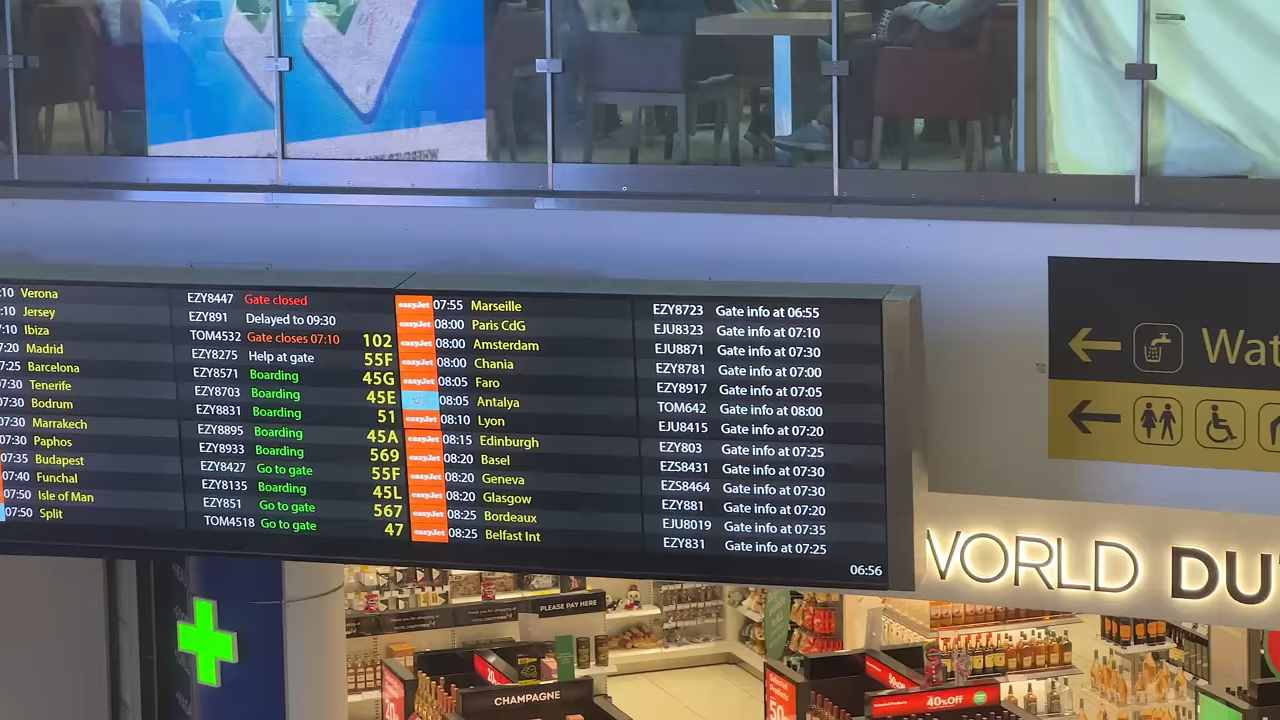 :10 Verona EZY8447 Gate closed
:10 Jersey EZY891 Delayed to 09:30
7:10 Ibiza TOM4532 Gate closes 07:10 102
7:20 Madrid EZY8275 Help at gate 55F
7:25 Barcelona EZY8571 Boarding 45G
07:30 Tenerife EZY8703 Boarding 45E
07:30 Bodrum EZY8831 Boarding 51
07:30 Marrakech EZY8895 Boarding 45A
07:30 Paphos EZY8933 Boarding 569
07:35 Budapest EZY8427 Go to gate 55F
07:40 Funchal EZY8135 Boarding 45L
07:50 Isle of Man EZY851 Go to gate 567
07:50 Split TOM4518 Go to gate 47
easyJet 07:55 Marseille EZY8723 Gate info at 06:55
easyJet 08:00 Paris CdG EJU8323 Gate info at 07:10
easyJet 08:00 Amsterdam EJU8871 Gate info at 07:30
easyJet 08:00 Chania EZY8781 Gate info at 07:00
easyJet 08:05 Faro EZY8917 Gate info at 07:05
08:05 Antalya TOM642 Gate info at 08:00
easyJet 08:10 Lyon EJU8415 Gate info at 07:20
easyJet 08:15 Edinburgh EZY803 Gate info at 07:25
easyJet 08:20 Basel EZS8431 Gate info at 07:30
easyJet 08:20 Geneva EZS8464 Gate info at 07:30
easyJet 08:20 Glasgow EZY881 Gate info at 07:20
easyJet 08:25 Bordeaux EJU8019 Gate info at 07:35
easyJet 08:25 Belfast Int EZY831 Gate info at 07:25
06:56
Wat
WORLD DUT
PLEASE PAY HERE
CHAMPAGNE
40%Off